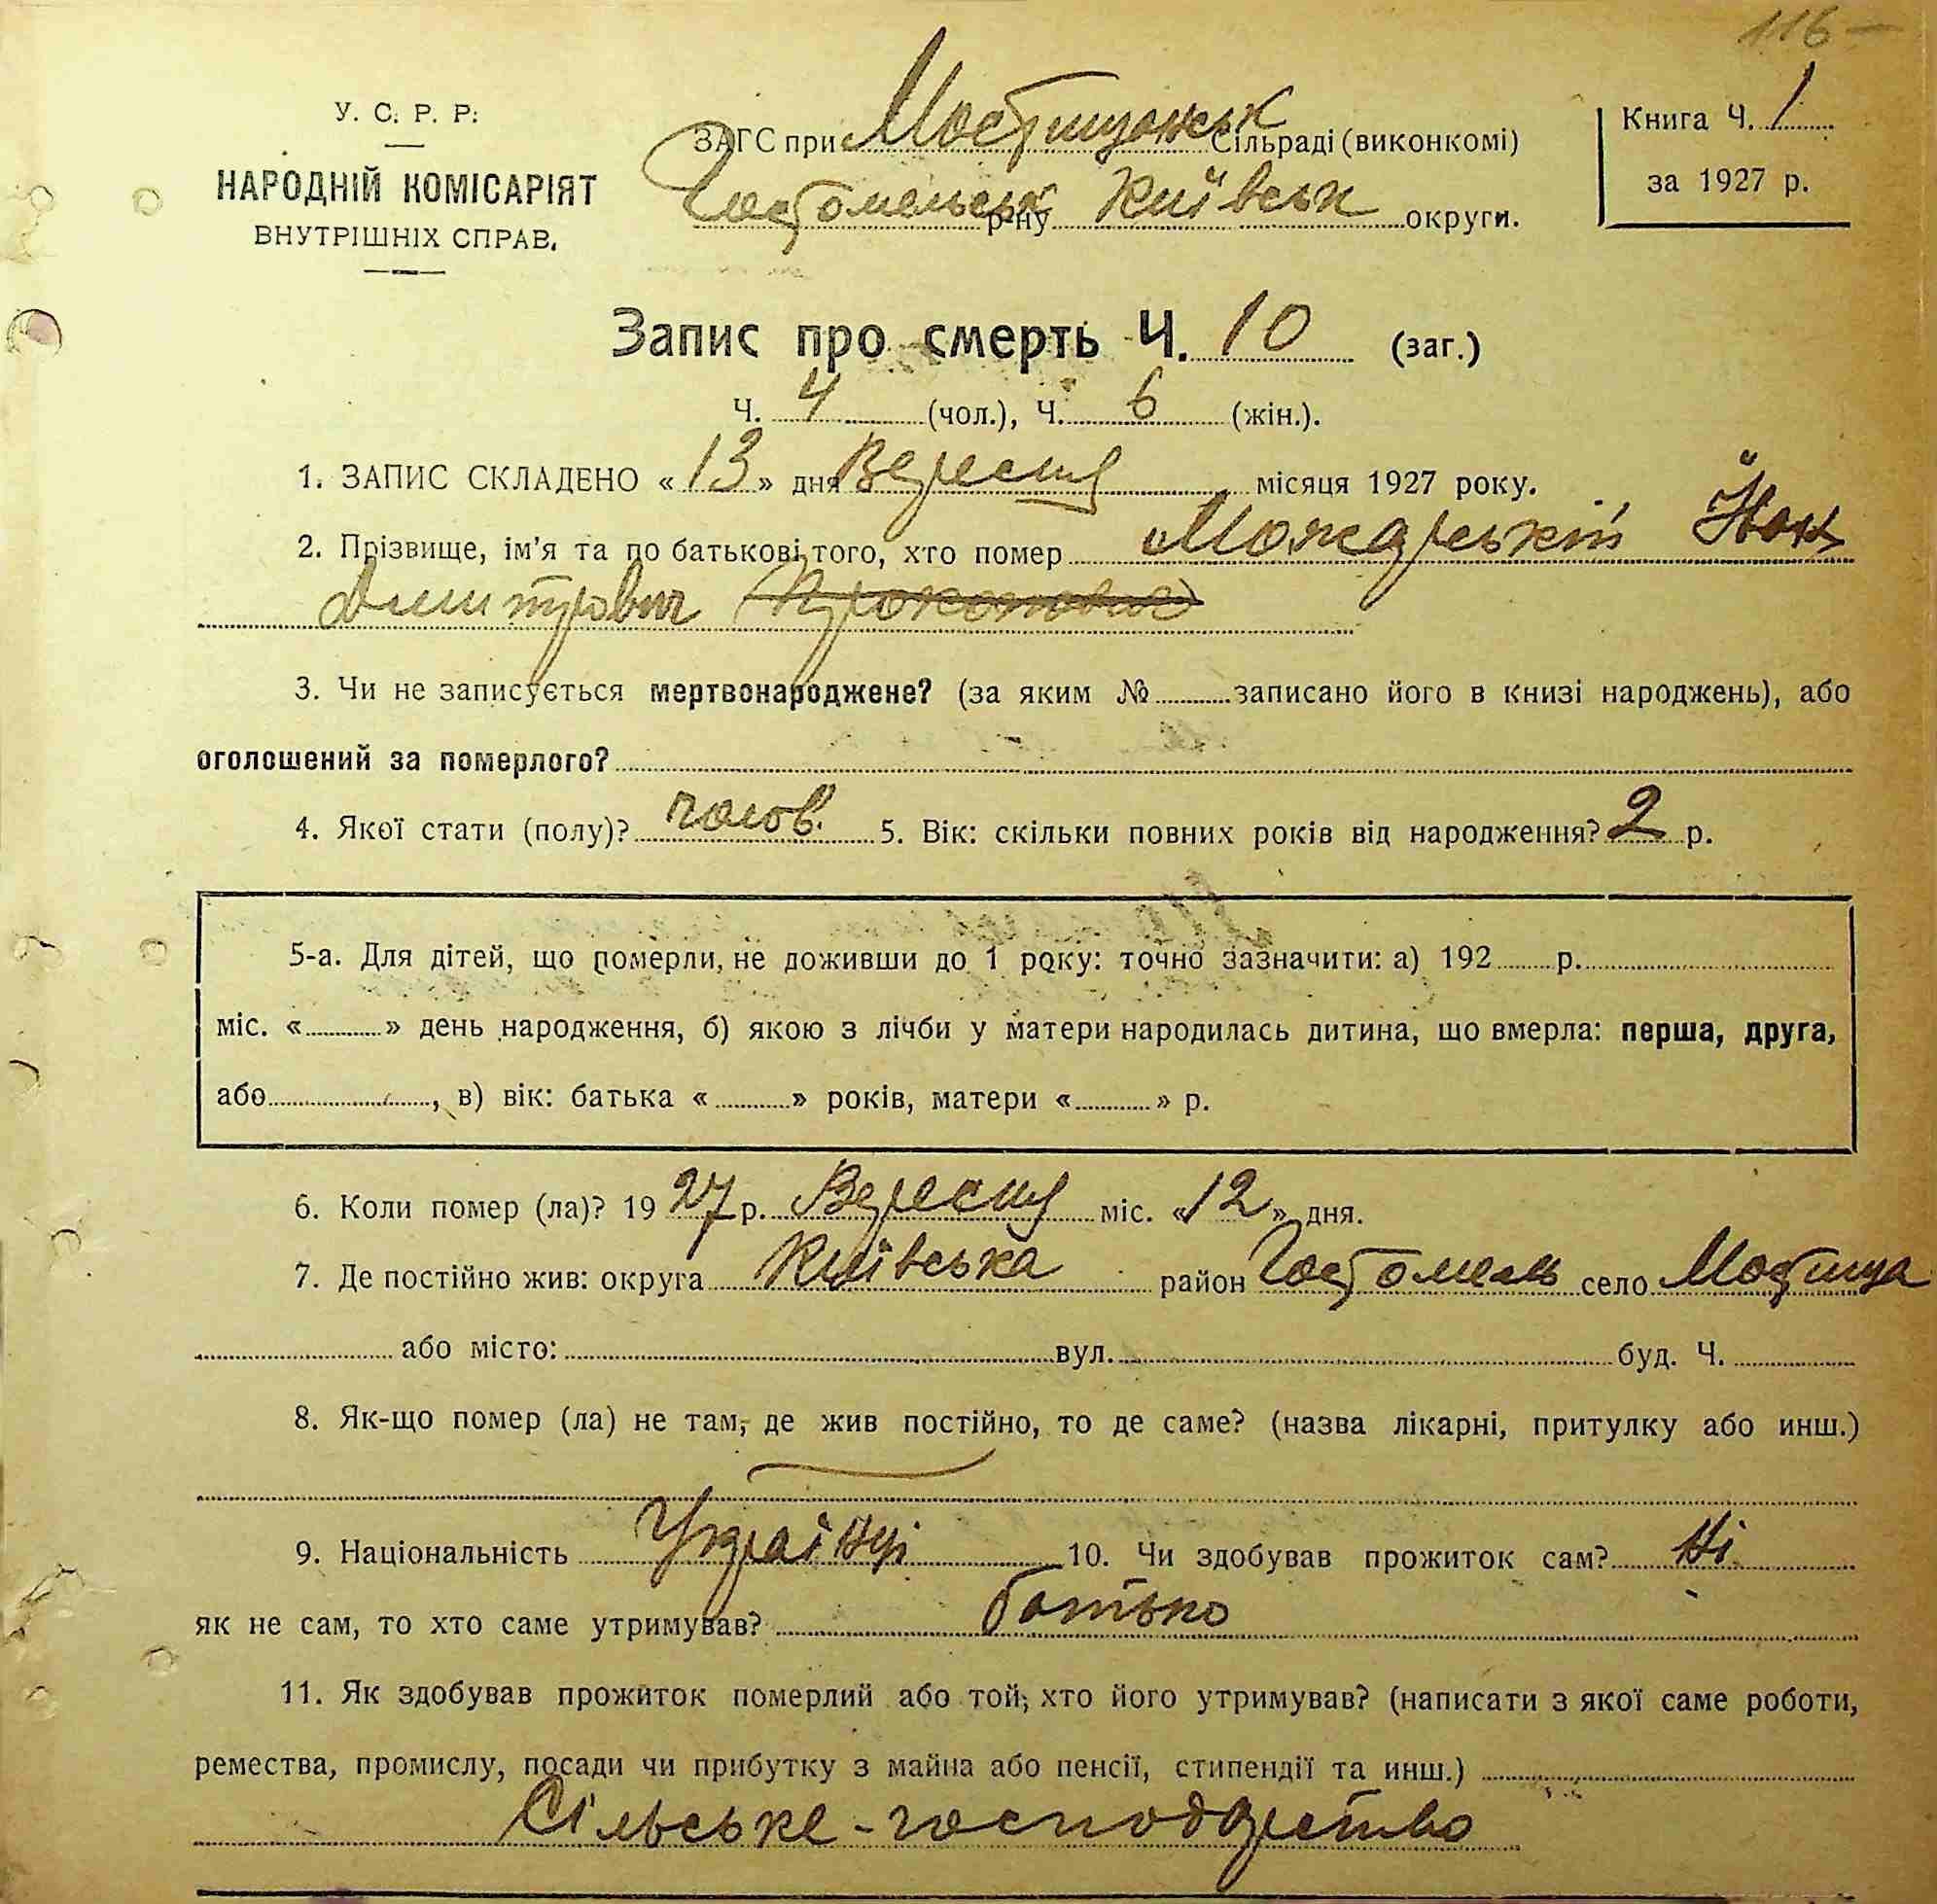 116 —
У. С. Р. Р.
НАРОДНІЙ КОМІСАРІЯТ
ВНУТРІШНІХ СПРАВ.
ЗАГС при Мостищанськ Сільраді (виконкомі)
Гостомельськ р-ну Київськ округи.
Книга Ч. 1
за 1927 р.
Запис про смерть Ч. 10 (заг.)
Ч. 4 (чол.), Ч. 6 (жін.).
1. ЗАПИС СКЛАДЕНО « 13 » дня Вересня місяця 1927 року.
2. Прізвище, ім'я та по батькові того, хто помер
Дмитрович
3. Чи не записується мертвонароджене? (за яким № записано його в книзі народжень), або
оголошений за померлого?
4. Якої стати (полу)? чолов. 5. Вік: скільки повних років від народження? 2 р.
5-а. Для дітей, що померли, не доживши до 1 року: точно зазначити: а) 192 р.
міс. « » день народження, б) якою з лічби у матери народилась дитина, що вмерла: перша, друга,
або , в) вік: батька « » років, матери « » р.
6. Коли помер (ла)? 19 27 р. Вересня міс. « 12 » дня.
7. Де постійно жив: округа Київська район Гостомель село Мостища
або місто: вул. буд. Ч.
8. Як-що помер (ла) не там, де жив постійно, то де саме? (назва лікарні, притулку або инш.)
9. Національність Українці 10. Чи здобував прожиток сам? Ні
як не сам, то хто саме утримував? батько
11. Як здобував прожиток померлий або той, хто його утримував? (написати з якої саме роботи,
ремества, промислу, посади чи прибутку з майна або пенсії, стипендії та инш.)
Сільське-господрство